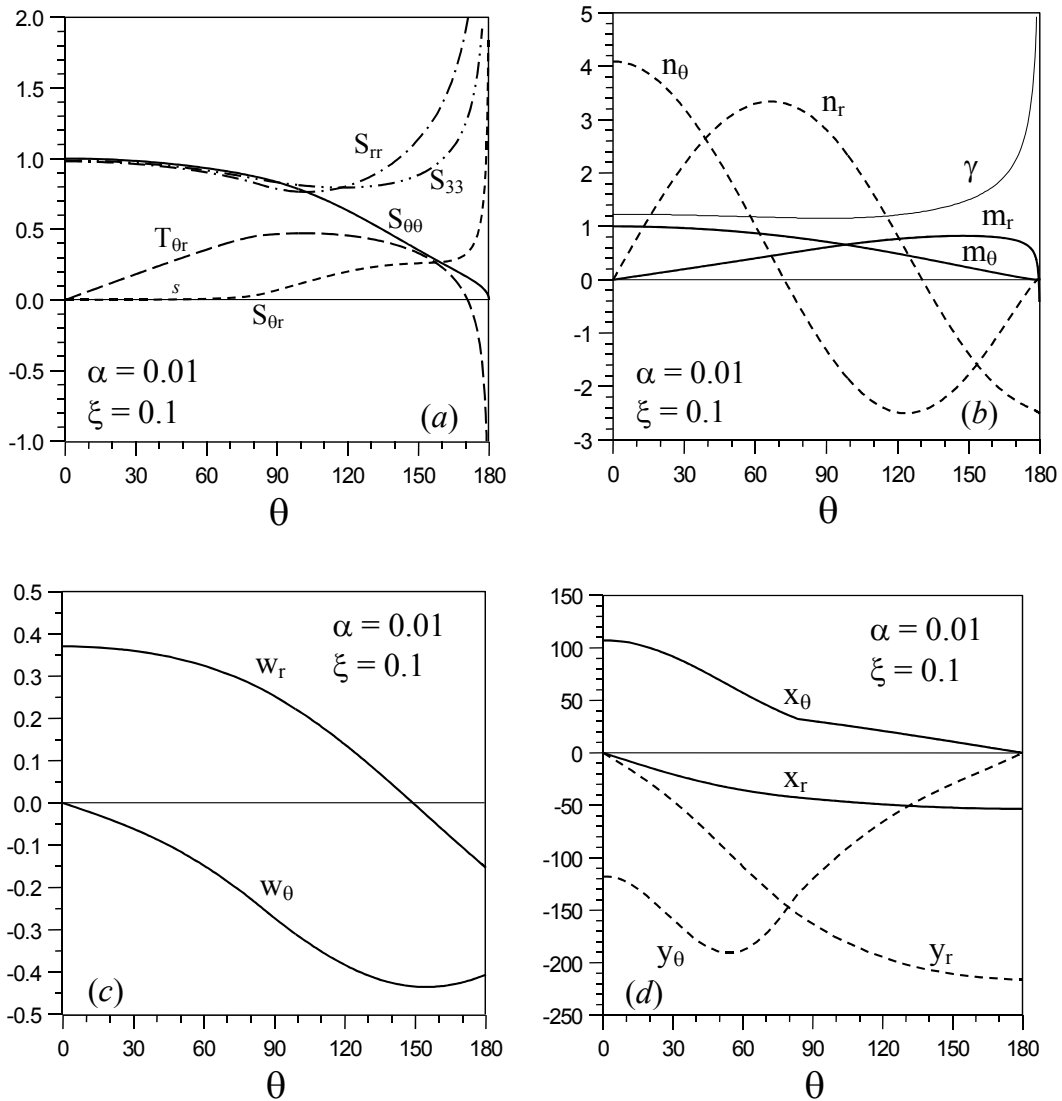 2.0
1.5
1.0
0.5
0.0
-0.5
-1.0
S_rr
S_33
S_θθ
T_θr
s
S_θr
α = 0.01
ξ = 0.1
(a)
0 30 60 90 120 150 180
θ
5
4
3
2
1
0
-1
-2
-3
n_θ
n_r
γ
m_r
m_θ
α = 0.01
ξ = 0.1
(b)
0 30 60 90 120 150 180
θ
0.5
0.4
0.3
0.2
0.1
0.0
-0.1
-0.2
-0.3
-0.4
-0.5
α = 0.01
ξ = 0.1
w_r
w_θ
(c)
0 30 60 90 120 150 180
θ
150
100
50
0
-50
-100
-150
-200
-250
α = 0.01
ξ = 0.1
x_θ
x_r
y_θ
y_r
(d)
0 30 60 90 120 150 180
θ